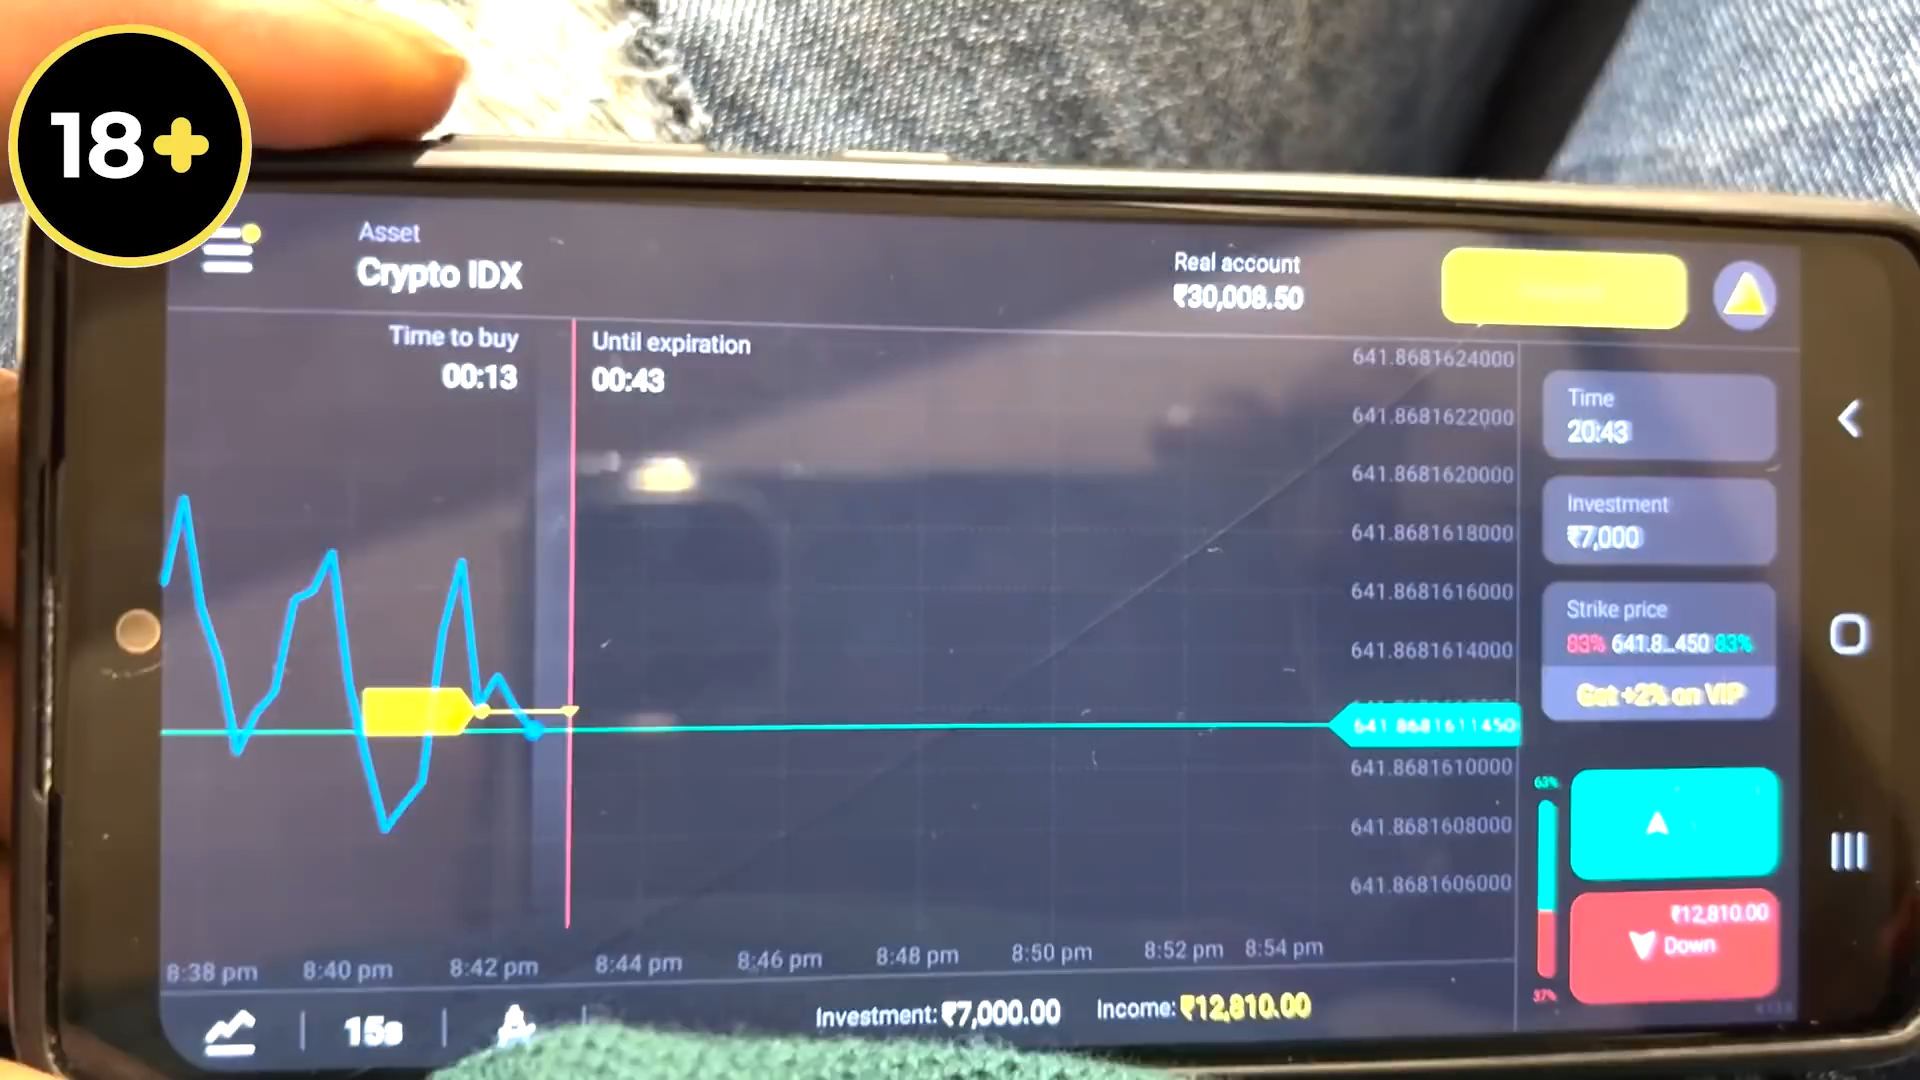 18+
Asset
Crypto IDX
Real account
₹30,008.50
Time to buy
00:13
Until expiration
00:43
641.8681624000
641.8681622000
641.8681620000
641.8681618000
641.8681616000
641.8681614000
641.8681611450
641.8681610000
641.8681608000
641.8681606000
Time
20:43
Investment
₹7,000
Strike price
83% 641.8...450 83%
Get +2% on VIP
63%
37%
₹12,810.00
Down
8:38 pm 8:40 pm 8:42 pm 8:44 pm 8:46 pm 8:48 pm 8:50 pm 8:52 pm 8:54 pm
15s
Investment: ₹7,000.00 Income: ₹12,810.00